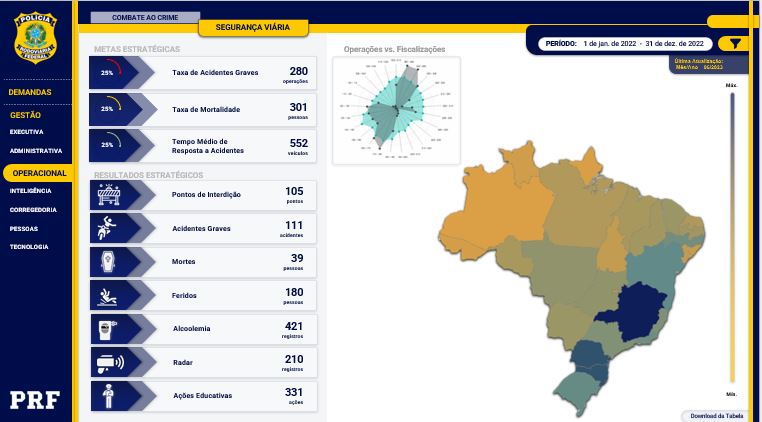 POLÍCIA
RODOVIÁRIA
FEDERAL
COMBATE AO CRIME
SEGURANÇA VIÁRIA
PERÍODO: 1 de jan. de 2022 - 31 de dez. de 2022
Última Atualização:
Mês/Ano 05/2023
DEMANDAS
GESTÃO
EXECUTIVA
ADMINISTRATIVA
OPERACIONAL
INTELIGÊNCIA
CORREGEDORIA
PESSOAS
TECNOLOGIA
PRF
METAS ESTRATÉGICAS
25% Taxa de Acidentes Graves 280
operações
25% Taxa de Mortalidade 301
pessoas
25% Tempo Médio de
Resposta a Acidentes 552
veículos
RESULTADOS ESTRATÉGICOS
Pontos de Interdição 105
pontos
Acidentes Graves 111
acidentes
Mortes 39
pessoas
Feridos 180
pessoas
Alcoolemia 421
registros
Radar 210
registros
Ações Educativas 331
ações
Operações vs. Fiscalizações
Máx.
Mín.
Download da Tabela